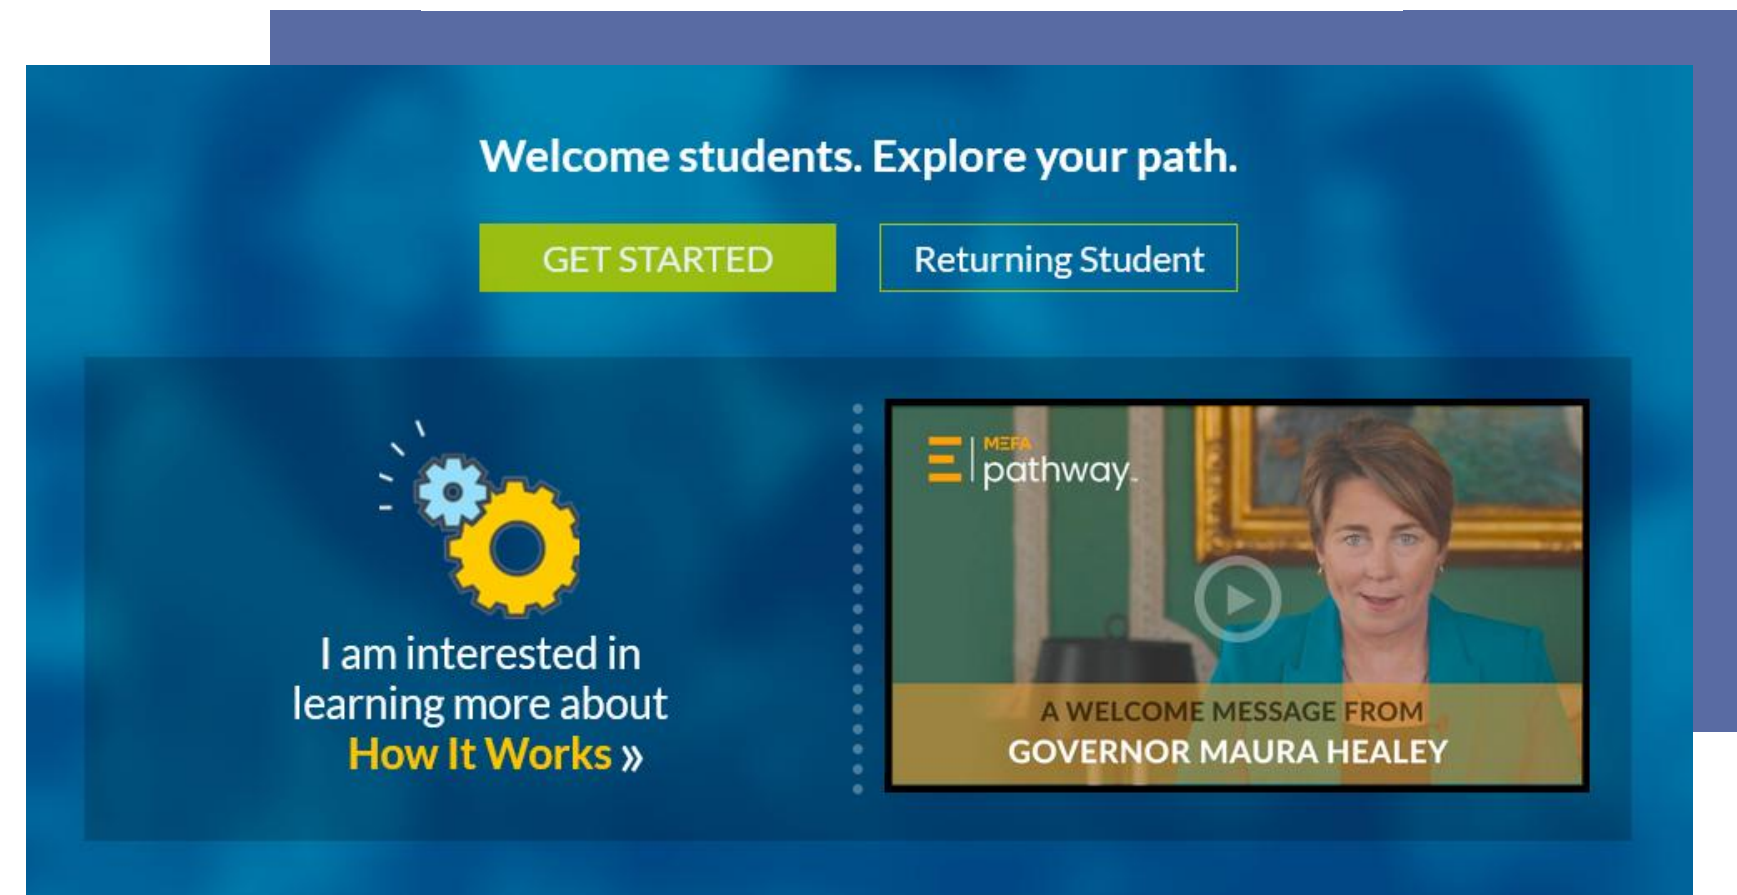 Welcome students. Explore your path.
GET STARTED
Returning Student
I am interested in
learning more about
How It Works »
MEFA
pathway™
A WELCOME MESSAGE FROM
GOVERNOR MAURA HEALEY